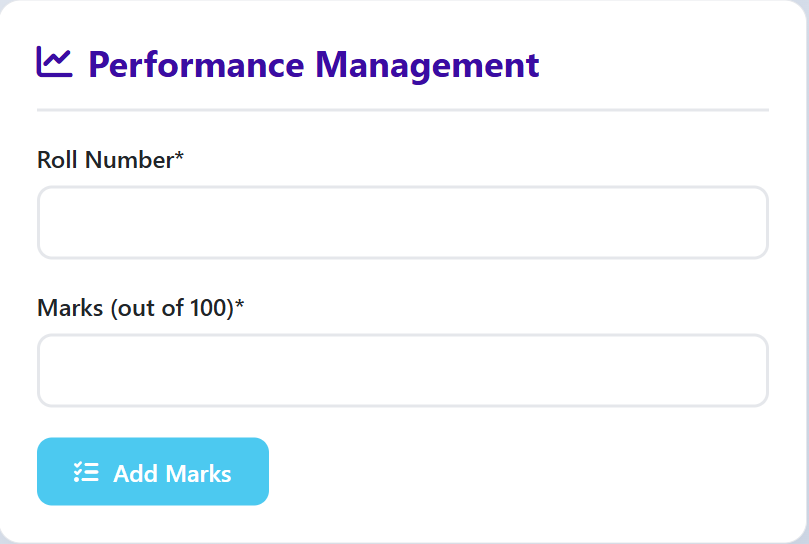 Performance Management
Roll Number*
Marks (out of 100)*
Add Marks